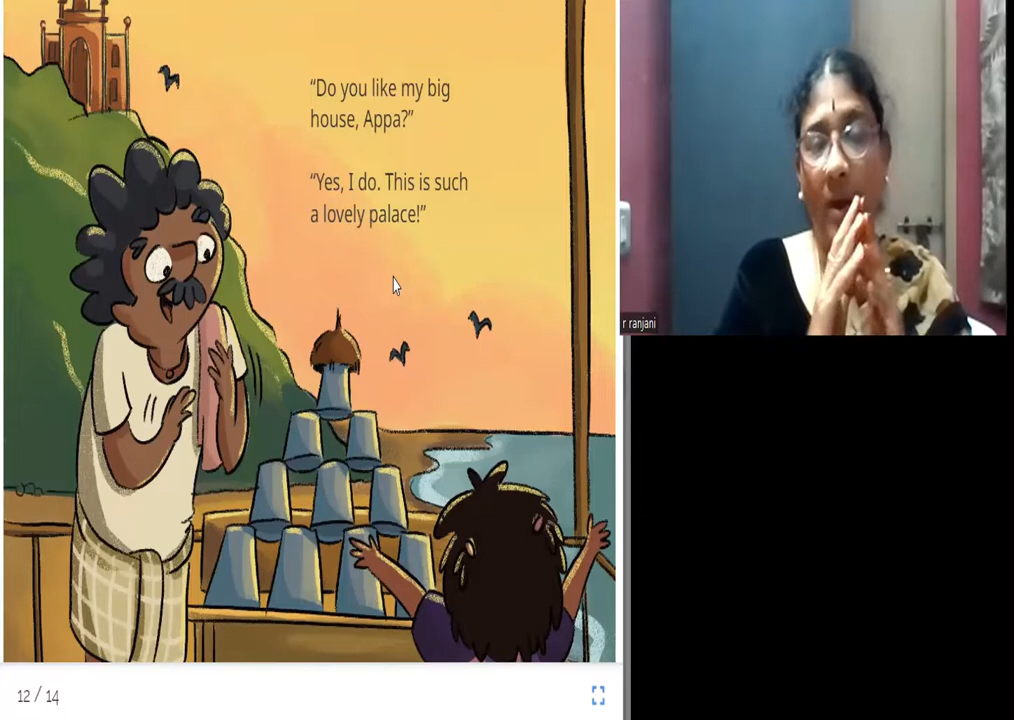 “Do you like my big
house, Appa?”
“Yes, I do. This is such
a lovely palace!”
r ranjani
12 / 14